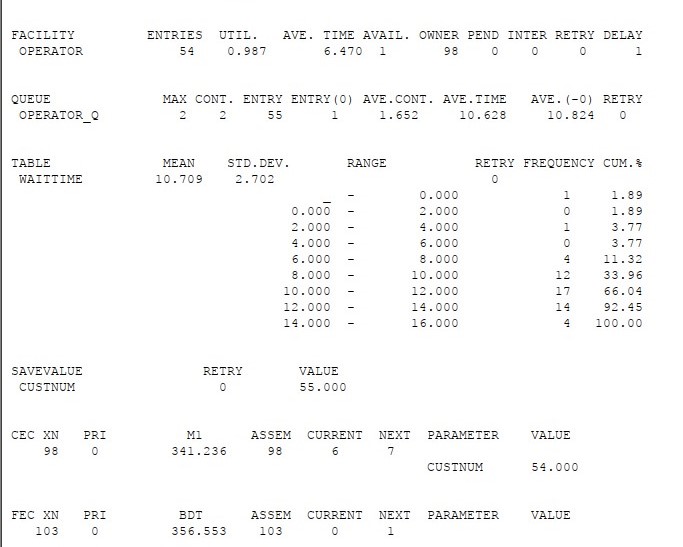 FACILITY ENTRIES UTIL. AVE. TIME AVAIL. OWNER PEND INTER RETRY DELAY
OPERATOR 54 0.987 6.470 1 98 0 0 0 1
QUEUE MAX CONT. ENTRY ENTRY(0) AVE.CONT. AVE.TIME AVE.(-0) RETRY
OPERATOR_Q 2 2 55 1 1.652 10.628 10.824 0
TABLE MEAN STD.DEV. RANGE RETRY FREQUENCY CUM.%
WAITTIME 10.709 2.702 0
_ - 0.000 1 1.89
0.000 - 2.000 0 1.89
2.000 - 4.000 1 3.77
4.000 - 6.000 0 3.77
6.000 - 8.000 4 11.32
8.000 - 10.000 12 33.96
10.000 - 12.000 17 66.04
12.000 - 14.000 14 92.45
14.000 - 16.000 4 100.00
SAVEVALUE RETRY VALUE
CUSTNUM 0 55.000
CEC XN PRI M1 ASSEM CURRENT NEXT PARAMETER VALUE
98 0 341.236 98 6 7
CUSTNUM 54.000
FEC XN PRI BDT ASSEM CURRENT NEXT PARAMETER VALUE
103 0 356.553 103 0 1